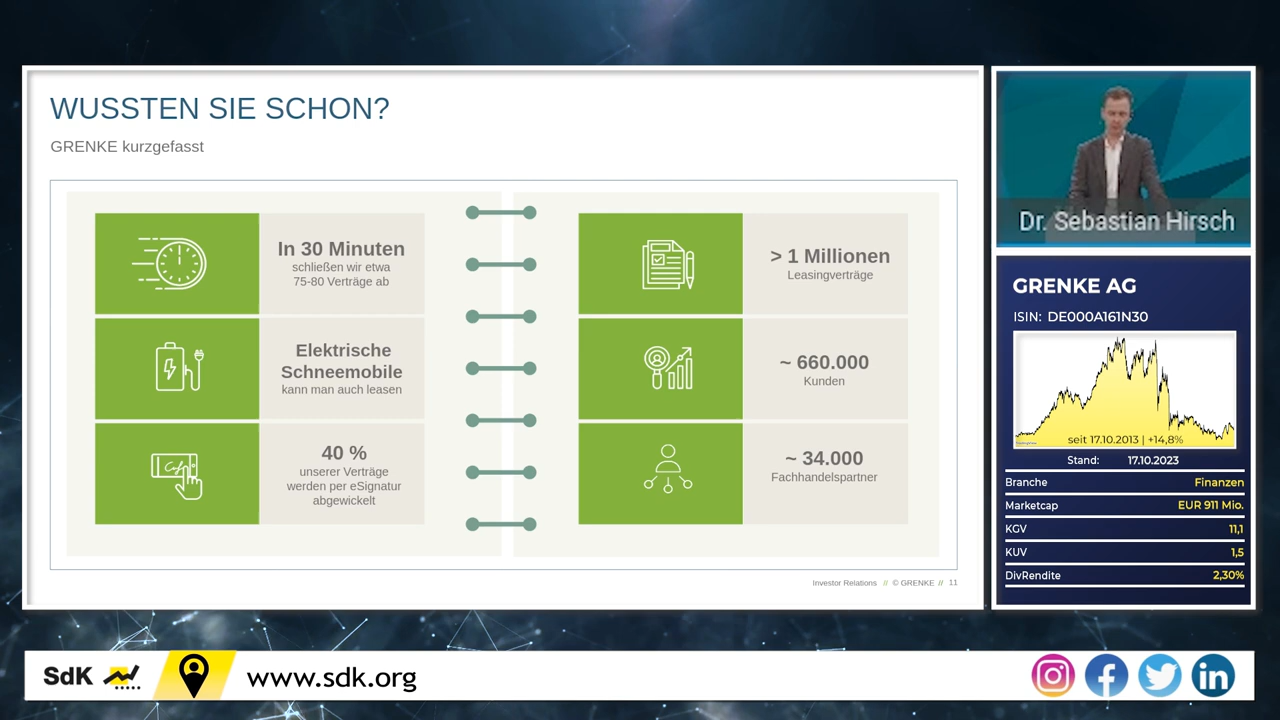 WUSSTEN SIE SCHON?
GRENKE kurzgefasst
In 30 Minuten
schließen wir etwa
75-80 Verträge ab
Elektrische
Schneemobile
kann man auch leasen
40 %
unserer Verträge
werden per eSignatur
abgewickelt
> 1 Millionen
Leasingverträge
~ 660.000
Kunden
~ 34.000
Fachhandelspartner
Investor Relations // © GRENKE // 11
Dr. Sebastian Hirsch
GRENKE AG
ISIN: DE000A161N30
seit 17.10.2013 | +14,8%
Stand: 17.10.2023
Branche Finanzen
Marketcap EUR 911 Mio.
KGV 11,1
KUV 1,5
DivRendite 2,30%
SdK
www.sdk.org